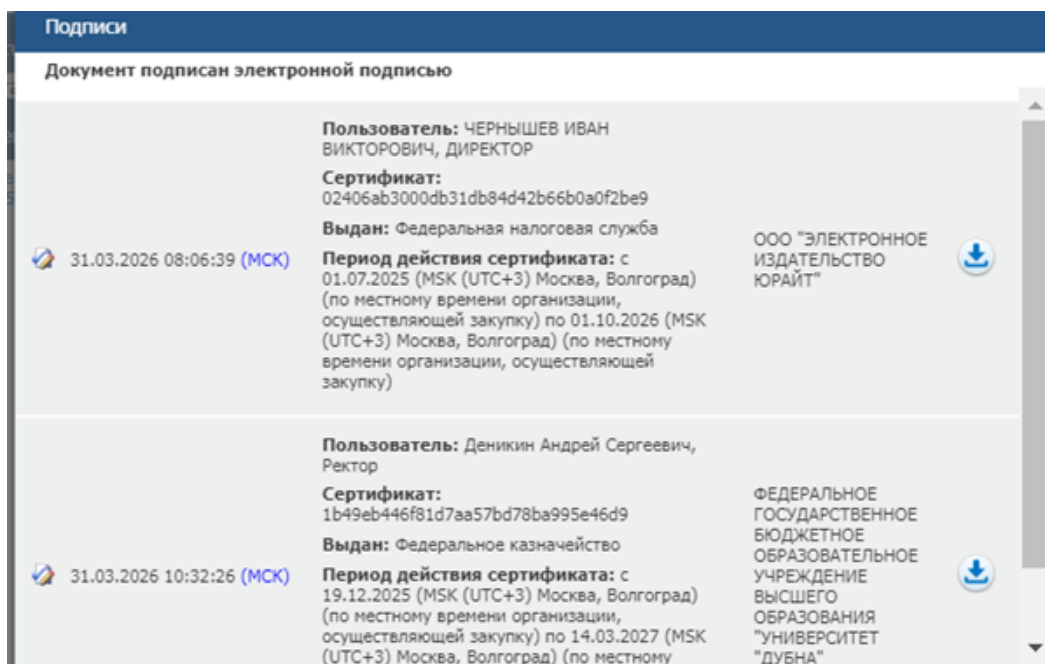 Подписи
Документ подписан электронной подписью
Пользователь: ЧЕРНЫШЕВ ИВАН
ВИКТОРОВИЧ, ДИРЕКТОР
Сертификат:
02406ab3000db31db84d42b66b0a0f2be9
Выдан: Федеральная налоговая служба
Период действия сертификата: с
01.07.2025 (MSK (UTC+3) Москва, Волгоград)
(по местному времени организации,
осуществляющей закупку) по 01.10.2026 (MSK
(UTC+3) Москва, Волгоград) (по местному
времени организации, осуществляющей
закупку)
31.03.2026 08:06:39 (МСК)
ООО "ЭЛЕКТРОННОЕ
ИЗДАТЕЛЬСТВО
ЮРАЙТ"
Пользователь: Деникин Андрей Сергеевич,
Ректор
Сертификат:
1b49eb446f81d7aa57bd78ba995e46d9
Выдан: Федеральное казначейство
Период действия сертификата: с
19.12.2025 (MSK (UTC+3) Москва, Волгоград)
(по местному времени организации,
осуществляющей закупку) по 14.03.2027 (MSK
(UTC+3) Москва, Волгоград) (по местному
31.03.2026 10:32:26 (МСК)
ФЕДЕРАЛЬНОЕ
ГОСУДАРСТВЕННОЕ
БЮДЖЕТНОЕ
ОБРАЗОВАТЕЛЬНОЕ
УЧРЕЖДЕНИЕ
ВЫСШЕГО
ОБРАЗОВАНИЯ
"УНИВЕРСИТЕТ
"ДУБНА"